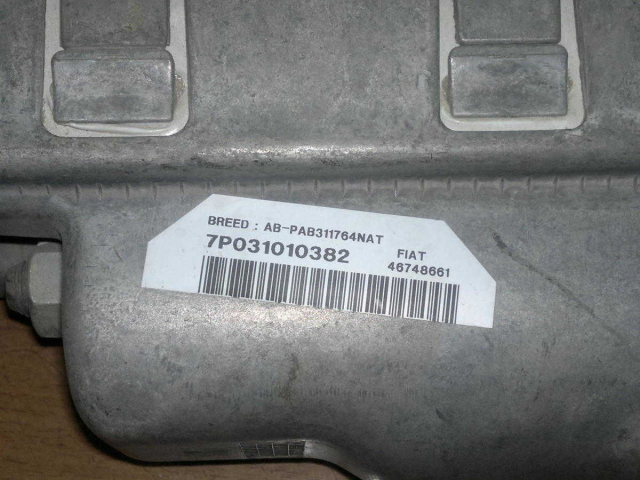 BREED : AB-PAB311764NAT
7P031010382
FIAT
46748661